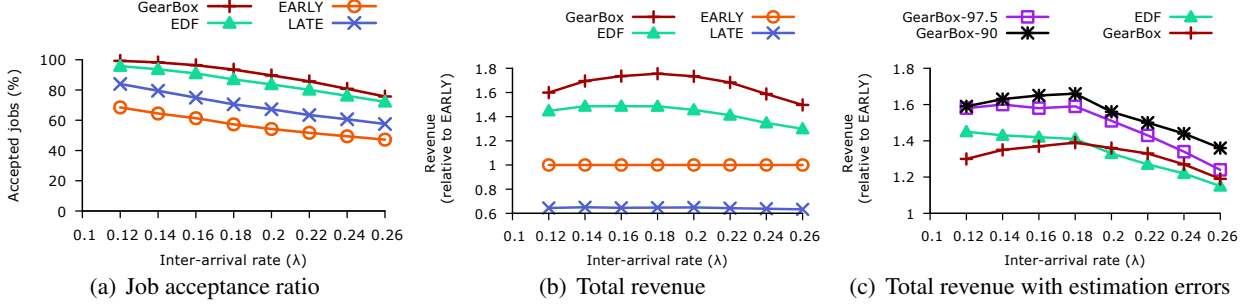 GearBox
EDF
EARLY
LATE
Accepted jobs (%)
100
80
60
40
20
0
0.1 0.12 0.14 0.16 0.18 0.20 0.22 0.24 0.26
Inter-arrival rate (λ)
(a) Job acceptance ratio
GearBox
EDF
EARLY
LATE
Revenue
(relative to EARLY)
1.8
1.6
1.4
1.2
1
0.8
0.6
0.1 0.12 0.14 0.16 0.18 0.20 0.22 0.24 0.26
Inter-arrival rate (λ)
(b) Total revenue
GearBox-97.5
GearBox-90
EDF
GearBox
Revenue
(relative to EARLY)
1.8
1.6
1.4
1.2
1
0.1 0.12 0.14 0.16 0.18 0.20 0.22 0.24 0.26
Inter-arrival rate (λ)
(c) Total revenue with estimation errors